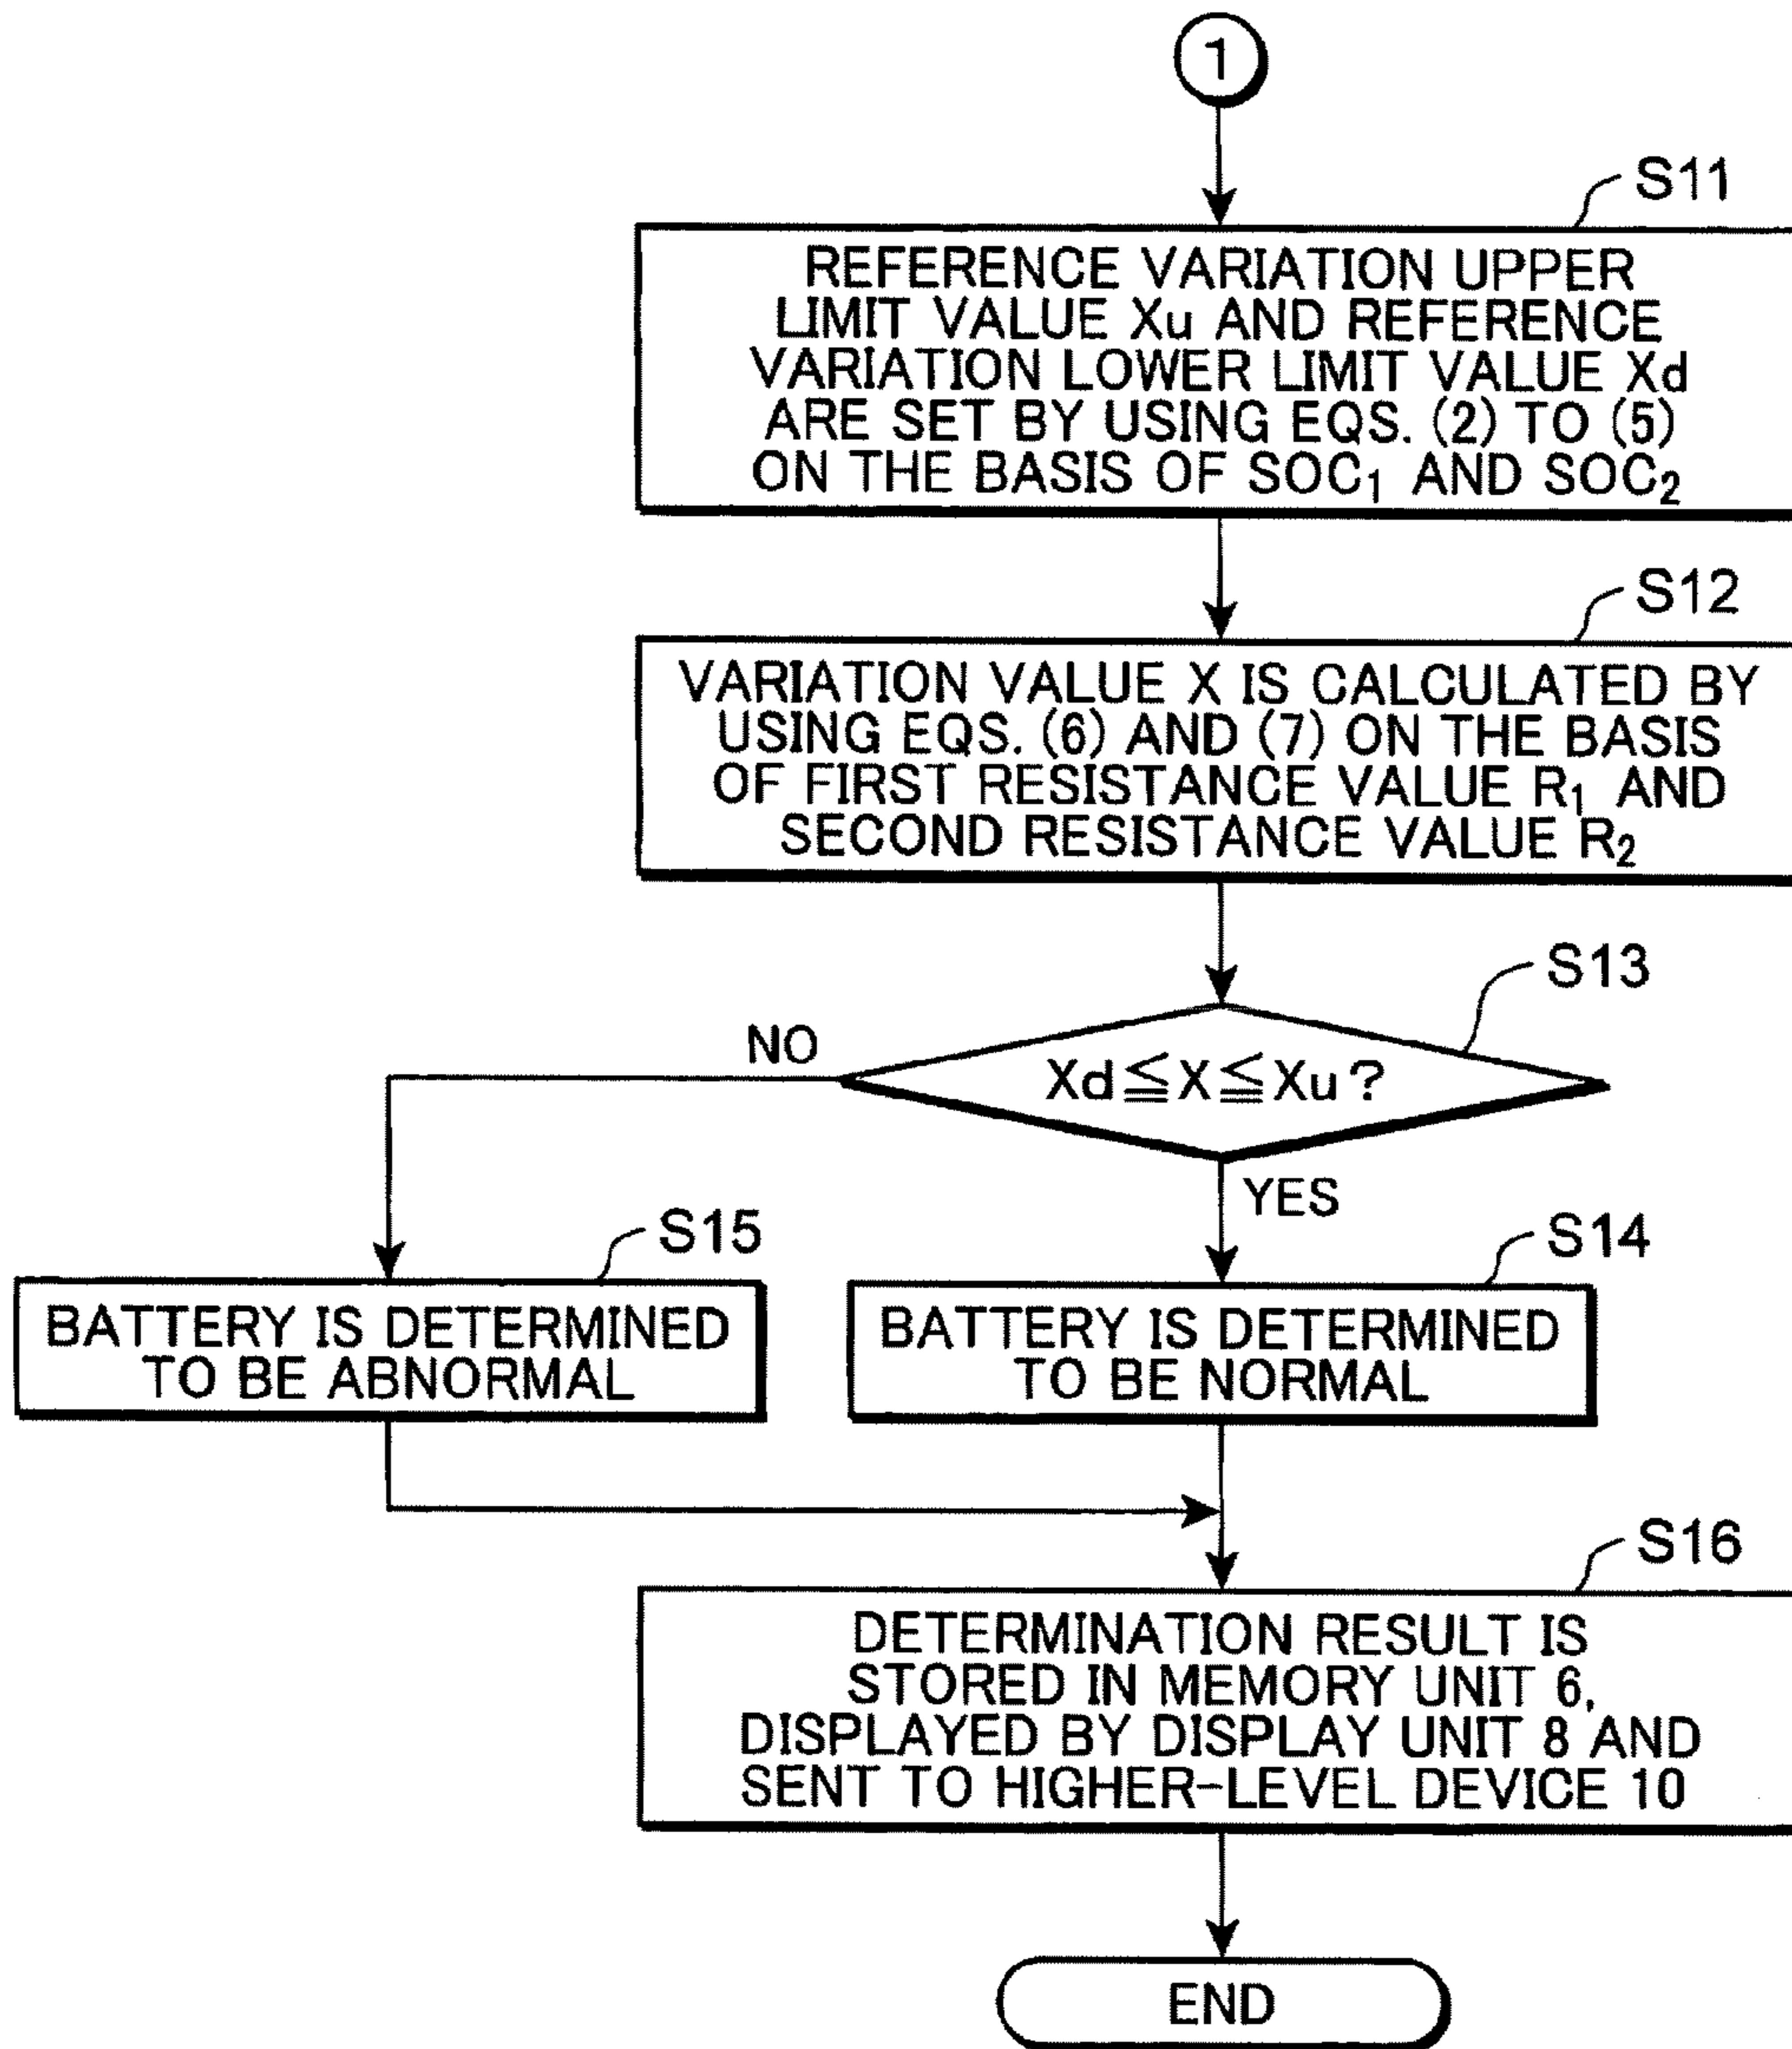 1
S11
REFERENCE VARIATION UPPER
LIMIT VALUE Xu AND REFERENCE
VARIATION LOWER LIMIT VALUE Xd
ARE SET BY USING EQS. (2) TO (5)
ON THE BASIS OF SOC₁ AND SOC₂
S12
VARIATION VALUE X IS CALCULATED BY
USING EQS. (6) AND (7) ON THE BASIS
OF FIRST RESISTANCE VALUE R₁ AND
SECOND RESISTANCE VALUE R₂
S13
NO
Xd≦X≦Xu?
YES
S15
BATTERY IS DETERMINED
TO BE ABNORMAL
S14
BATTERY IS DETERMINED
TO BE NORMAL
S16
DETERMINATION RESULT IS
STORED IN MEMORY UNIT 6,
DISPLAYED BY DISPLAY UNIT 8 AND
SENT TO HIGHER-LEVEL DEVICE 10
END